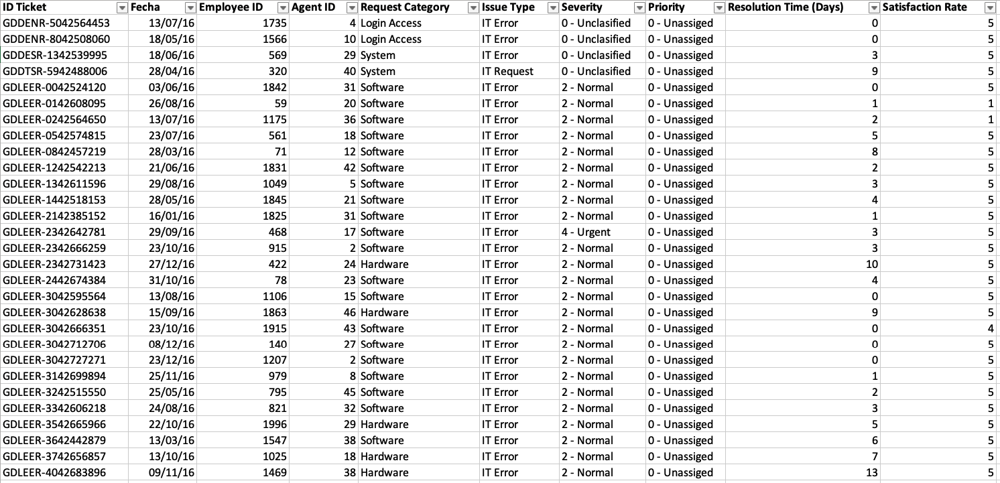 ID Ticket Fecha Employee ID Agent ID Request Category Issue Type Severity Priority Resolution Time (Days) Satisfaction Rate
GDDENR-5042564453 13/07/16 1735 4 Login Access IT Error 0 - Unclasified 0 - Unassiged 0 5
GDDENR-8042508060 18/05/16 1566 10 Login Access IT Error 0 - Unclasified 0 - Unassiged 0 5
GDDESR-1342539995 18/06/16 569 29 System IT Error 0 - Unclasified 0 - Unassiged 3 5
GDDTSR-5942488006 28/04/16 320 40 System IT Request 0 - Unclasified 0 - Unassiged 9 5
GDLEER-0042524120 03/06/16 1842 31 Software IT Error 2 - Normal 0 - Unassiged 0 5
GDLEER-0142608095 26/08/16 59 20 Software IT Error 2 - Normal 0 - Unassiged 1 1
GDLEER-0242564650 13/07/16 1175 36 Software IT Error 2 - Normal 0 - Unassiged 2 1
GDLEER-0542574815 23/07/16 561 18 Software IT Error 2 - Normal 0 - Unassiged 5 5
GDLEER-0842457219 28/03/16 71 12 Software IT Error 2 - Normal 0 - Unassiged 8 5
GDLEER-1242542213 21/06/16 1831 42 Software IT Error 2 - Normal 0 - Unassiged 2 5
GDLEER-1342611596 29/08/16 1049 5 Software IT Error 2 - Normal 0 - Unassiged 3 5
GDLEER-1442518153 28/05/16 1845 21 Software IT Error 2 - Normal 0 - Unassiged 4 5
GDLEER-2142385152 16/01/16 1825 31 Software IT Error 2 - Normal 0 - Unassiged 1 5
GDLEER-2342642781 29/09/16 468 17 Software IT Error 4 - Urgent 0 - Unassiged 3 5
GDLEER-2342666259 23/10/16 915 2 Software IT Error 2 - Normal 0 - Unassiged 3 5
GDLEER-2342731423 27/12/16 422 24 Hardware IT Error 2 - Normal 0 - Unassiged 10 5
GDLEER-2442674384 31/10/16 78 23 Software IT Error 2 - Normal 0 - Unassiged 4 5
GDLEER-3042595564 13/08/16 1106 15 Software IT Error 2 - Normal 0 - Unassiged 0 5
GDLEER-3042628638 15/09/16 1863 46 Hardware IT Error 2 - Normal 0 - Unassiged 9 5
GDLEER-3042666351 23/10/16 1915 43 Software IT Error 2 - Normal 0 - Unassiged 0 4
GDLEER-3042712706 08/12/16 140 27 Software IT Error 2 - Normal 0 - Unassiged 0 5
GDLEER-3042727271 23/12/16 1207 2 Software IT Error 2 - Normal 0 - Unassiged 0 5
GDLEER-3142699894 25/11/16 979 8 Software IT Error 2 - Normal 0 - Unassiged 1 5
GDLEER-3242515550 25/05/16 795 45 Software IT Error 2 - Normal 0 - Unassiged 2 5
GDLEER-3342606218 24/08/16 821 32 Software IT Error 2 - Normal 0 - Unassiged 3 5
GDLEER-3542665966 22/10/16 1996 29 Hardware IT Error 2 - Normal 0 - Unassiged 5 5
GDLEER-3642442879 13/03/16 1547 38 Software IT Error 2 - Normal 0 - Unassiged 6 5
GDLEER-3742656857 13/10/16 1025 18 Hardware IT Error 2 - Normal 0 - Unassiged 7 5
GDLEER-4042683896 09/11/16 1469 38 Hardware IT Error 2 - Normal 0 - Unassiged 13 5